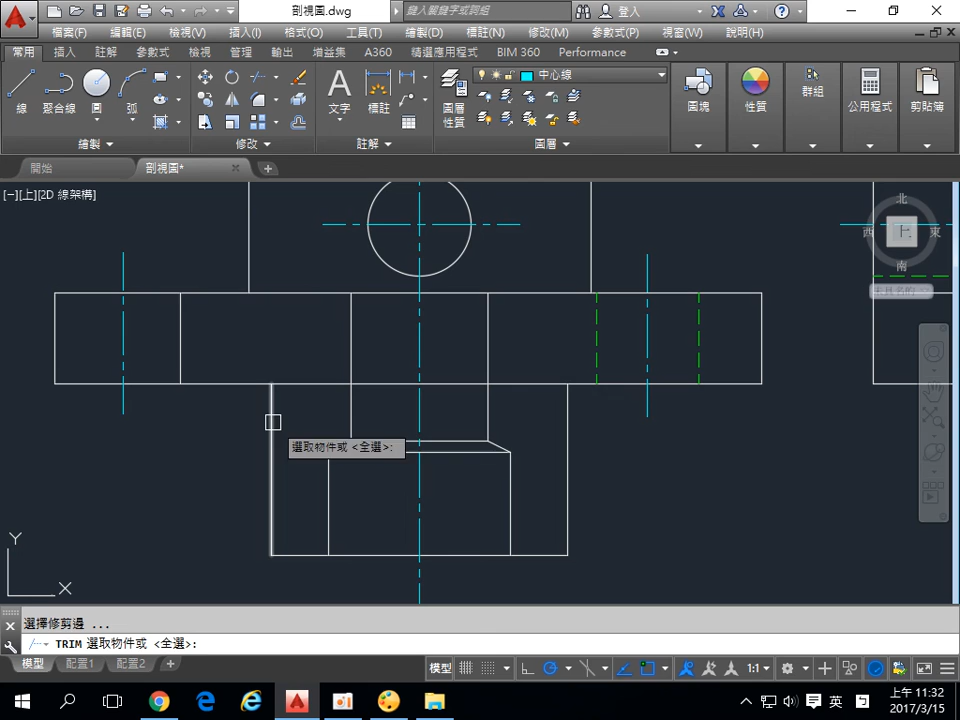 剖視圖.dwg
鍵入關鍵字或詞組
登入
檔案(F)
編輯(E)
檢視(V)
插入(I)
格式(O)
工具(T)
繪製(D)
標註(N)
修改(M)
參數式(P)
視窗(W)
說明(H)
常用
插入
註解
參數式
檢視
管理
輸出
增益集
A360
精選應用程式
BIM 360
Performance
線
聚合線
圓
弧
文字
標註
圖層
性質
中心線
圖塊
性質
群組
公用程式
剪貼簿
繪製
修改
註解
圖層
開始
剖視圖*
[−][上][2D 線架構]
北
西
上
東
南
選取物件或 <全選>:
Y
X
選擇修剪邊 ...
TRIM 選取物件或 <全選>:
模型
配置1
配置2
模型
1:1
英
上午 11:32
2017/3/15